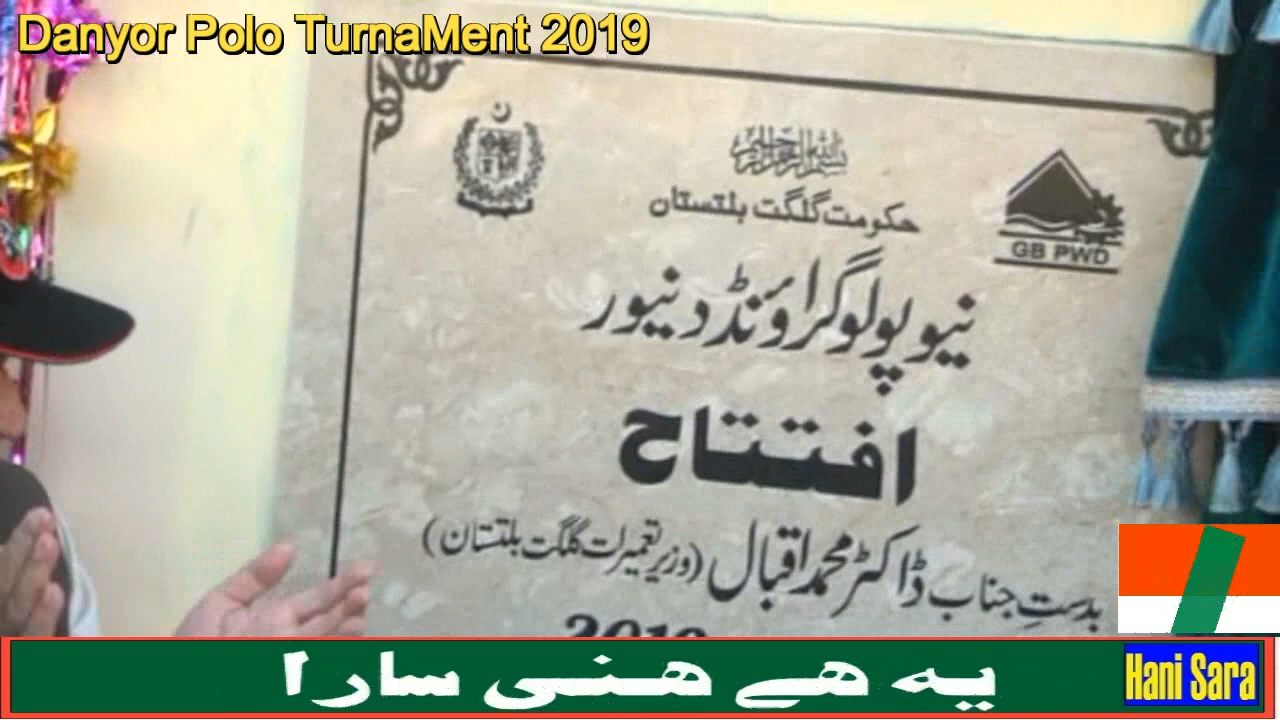 Danyor Polo TurnaMent 2019
بسم اللہ الرحمن الرحیم
حکومت گلگت بلتستان
GB PWD
نیو پولو گراؤنڈ دنیور
افتتاح
بدستِ جناب ڈاکٹر محمد اقبال (وزیر تعمیرات گلگت بلتستان)
یہ ھے ھنی سارا
Hani Sara